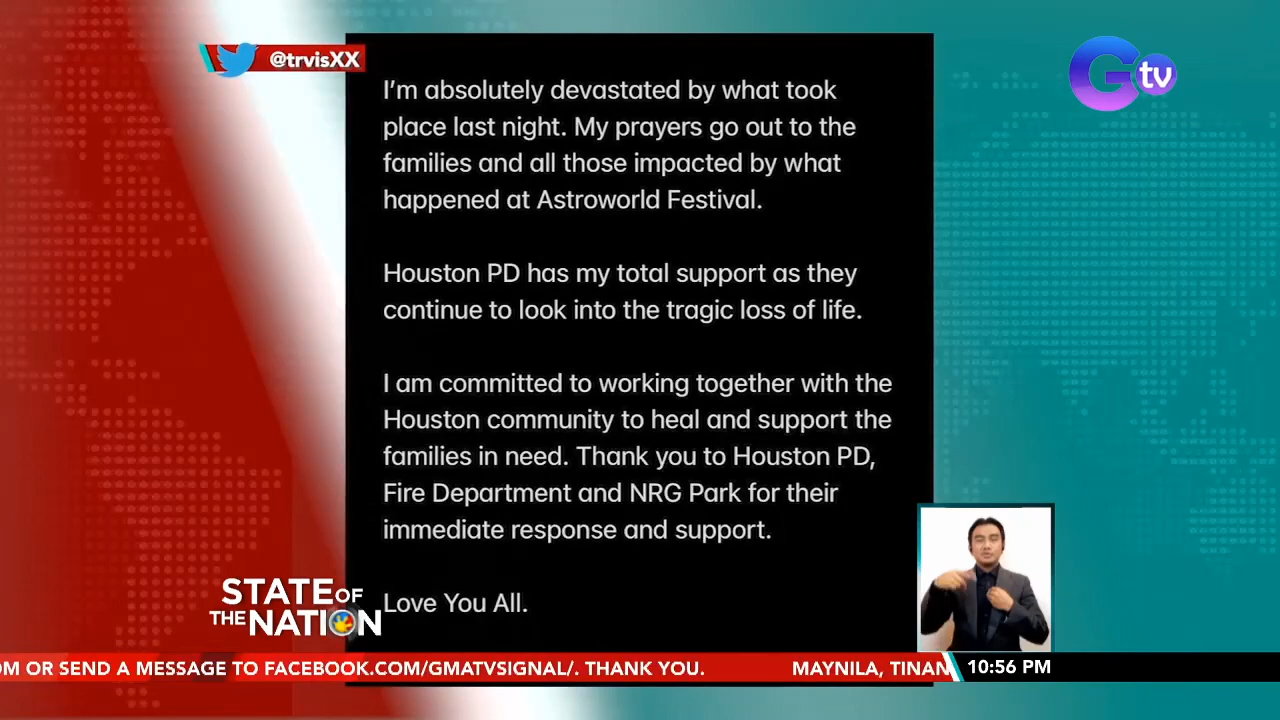 @trvisXX
Gtv
I'm absolutely devastated by what took
place last night. My prayers go out to the
families and all those impacted by what
happened at Astroworld Festival.
Houston PD has my total support as they
continue to look into the tragic loss of life.
I am committed to working together with the
Houston community to heal and support the
families in need. Thank you to Houston PD,
Fire Department and NRG Park for their
immediate response and support.
Love You All.
STATE OF
THE NATION
OM OR SEND A MESSAGE TO FACEBOOK.COM/GMATVSIGNAL/. THANK YOU. MAYNILA, TINAN
10:56 PM